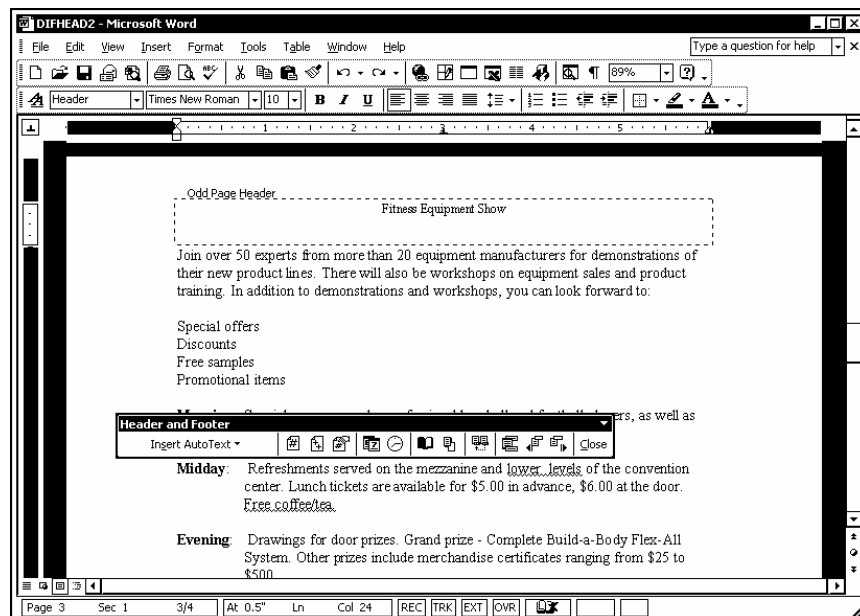 DIFHEAD2 - Microsoft Word
File Edit View Insert Format Tools Table Window Help
Type a question for help
89%
Header Times New Roman 10 B I U
1 2 3 4 5
Odd Page Header
Fitness Equipment Show
Join over 50 experts from more than 20 equipment manufacturers for demonstrations of
their new product lines. There will also be workshops on equipment sales and product
training. In addition to demonstrations and workshops, you can look forward to:
Special offers
Discounts
Free samples
Promotional items
as well as
Header and Footer
Insert AutoText Close
Midday: Refreshments served on the mezzanine and lower levels of the convention
center. Lunch tickets are available for $5.00 in advance, $6.00 at the door.
Free coffee/tea.
Evening: Drawings for door prizes. Grand prize - Complete Build-a-Body Flex-All
System. Other prizes include merchandise certificates ranging from $25 to
$500
Page 3 Sec 1 3/4 At 0.5" Ln Col 24 REC TRK EXT OVR